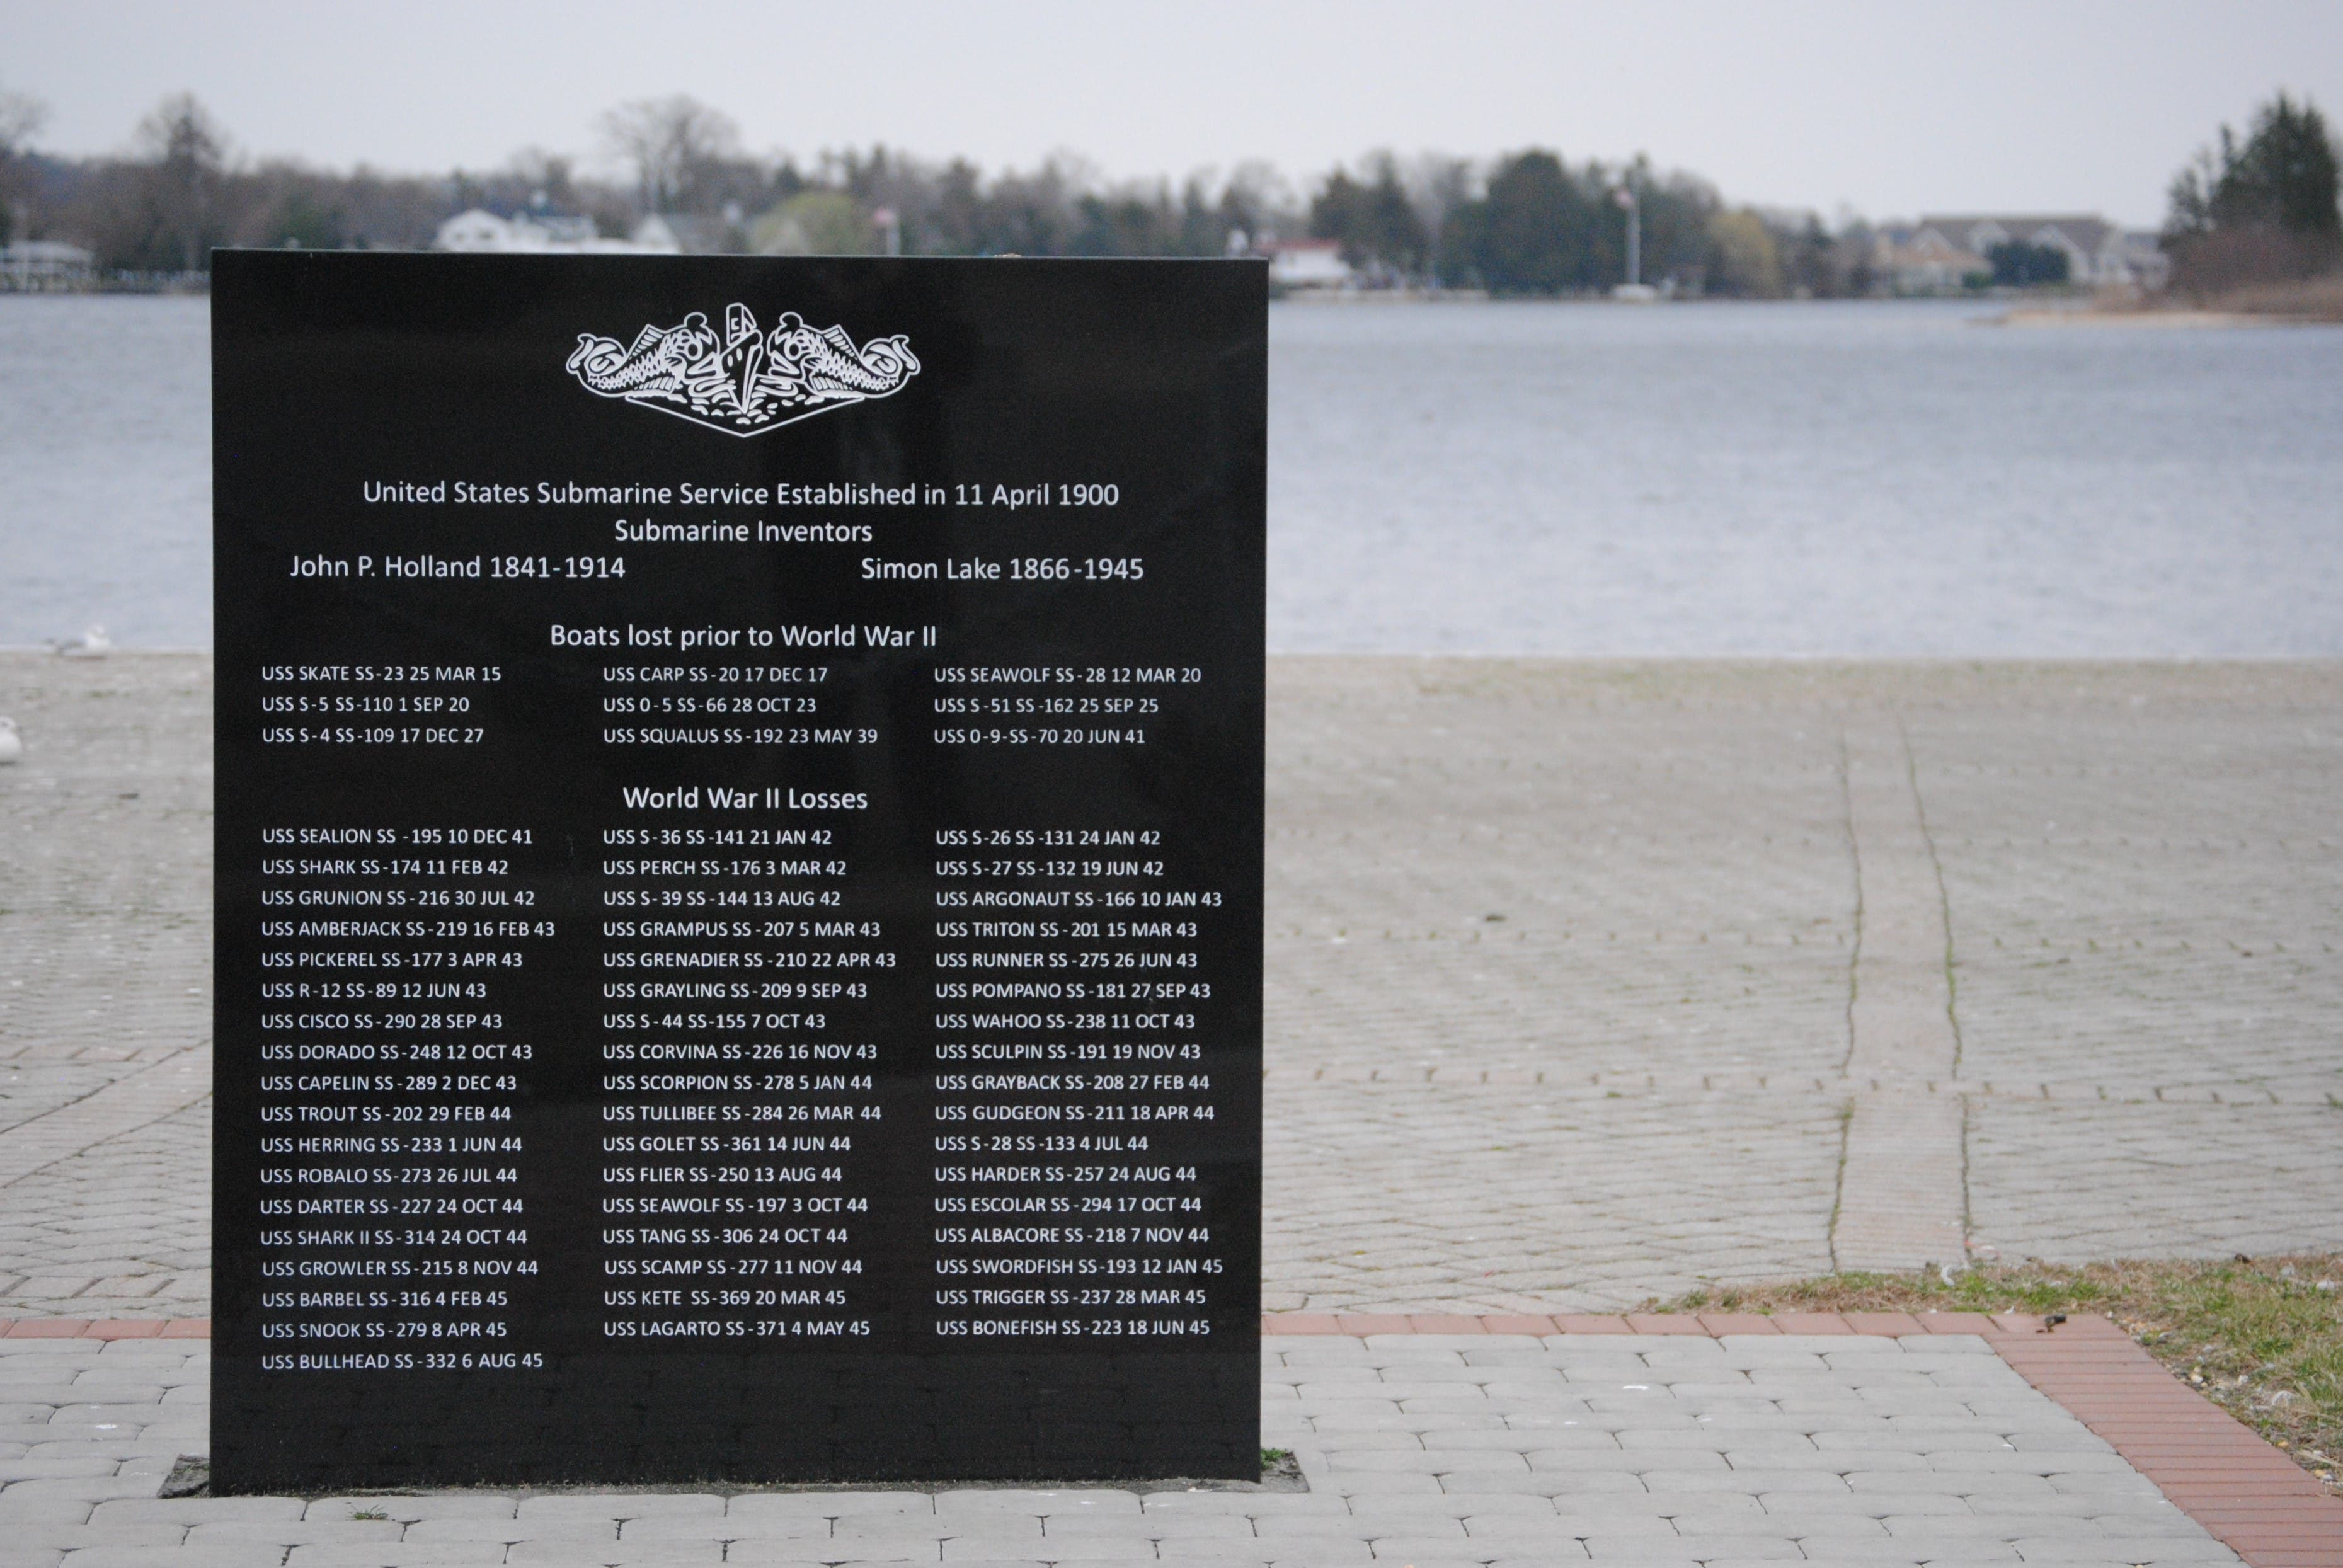 United States Submarine Service Established in 11 April 1900
Submarine Inventors
John P. Holland 1841-1914 Simon Lake 1866-1945
Boats lost prior to World War II
USS SKATE SS-23 25 MAR 15 USS CARP SS-20 17 DEC 17 USS SEAWOLF SS-28 12 MAR 20
USS S-5 SS-110 1 SEP 20 USS O-5 SS-66 28 OCT 23 USS S-51 SS-162 25 SEP 25
USS S-4 SS-109 17 DEC 27 USS SQUALUS SS-192 23 MAY 39 USS O-9-SS-70 20 JUN 41
World War II Losses
USS SEALION SS-195 10 DEC 41 USS S-36 SS-141 21 JAN 42 USS S-26 SS-131 24 JAN 42
USS SHARK SS-174 11 FEB 42 USS PERCH SS-176 3 MAR 42 USS S-27 SS-132 19 JUN 42
USS GRUNION SS-216 30 JUL 42 USS S-39 SS-144 13 AUG 42 USS ARGONAUT SS-166 10 JAN 43
USS AMBERJACK SS-219 16 FEB 43 USS GRAMPUS SS-207 5 MAR 43 USS TRITON SS-201 15 MAR 43
USS PICKEREL SS-177 3 APR 43 USS GRENADIER SS-210 22 APR 43 USS RUNNER SS-275 26 JUN 43
USS R-12 SS-89 12 JUN 43 USS GRAYLING SS-209 9 SEP 43 USS POMPANO SS-181 27 SEP 43
USS CISCO SS-290 28 SEP 43 USS S-44 SS-155 7 OCT 43 USS WAHOO SS-238 11 OCT 43
USS DORADO SS-248 12 OCT 43 USS CORVINA SS-226 16 NOV 43 USS SCULPIN SS-191 19 NOV 43
USS CAPELIN SS-289 2 DEC 43 USS SCORPION SS-278 5 JAN 44 USS GRAYBACK SS-208 27 FEB 44
USS TROUT SS-202 29 FEB 44 USS TULLIBEE SS-284 26 MAR 44 USS GUDGEON SS-211 18 APR 44
USS HERRING SS-233 1 JUN 44 USS GOLET SS-361 14 JUN 44 USS S-28 SS-133 4 JUL 44
USS ROBALO SS-273 26 JUL 44 USS FLIER SS-250 13 AUG 44 USS HARDER SS-257 24 AUG 44
USS DARTER SS-227 24 OCT 44 USS SEAWOLF SS-197 3 OCT 44 USS ESCOLAR SS-294 17 OCT 44
USS SHARK II SS-314 24 OCT 44 USS TANG SS-306 24 OCT 44 USS ALBACORE SS-218 7 NOV 44
USS GROWLER SS-215 8 NOV 44 USS SCAMP SS-277 11 NOV 44 USS SWORDFISH SS-193 12 JAN 45
USS BARBEL SS-316 4 FEB 45 USS KETE SS-369 20 MAR 45 USS TRIGGER SS-237 28 MAR 45
USS SNOOK SS-279 8 APR 45 USS LAGARTO SS-371 4 MAY 45 USS BONEFISH SS-223 18 JUN 45
USS BULLHEAD SS-332 6 AUG 45